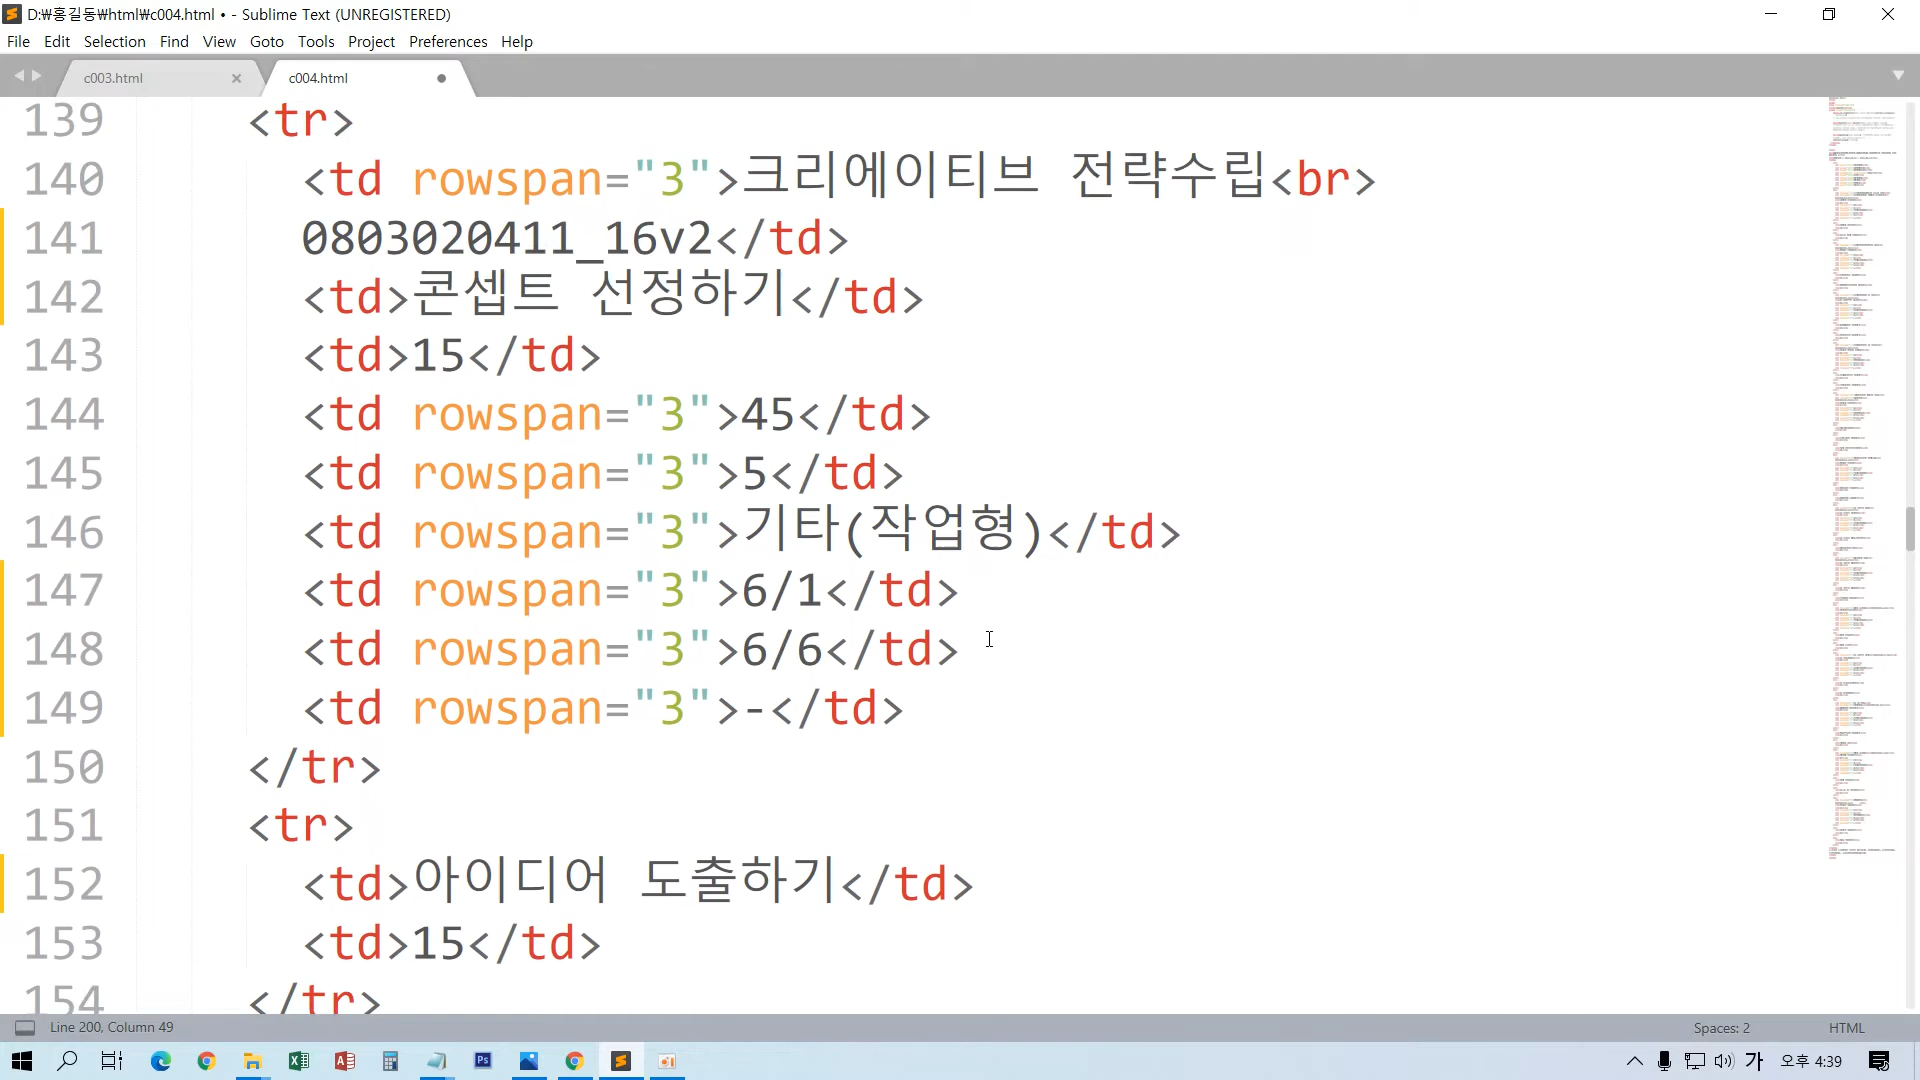 D:￦홍길동￦html￦c004.html • - Sublime Text (UNREGISTERED)
File Edit Selection Find View Goto Tools Project Preferences Help
c003.html
c004.html
139 <tr>
140 <td rowspan="3">크리에이티브 전략수립<br>
141 0803020411_16v2</td>
142 <td>콘셉트 선정하기</td>
143 <td>15</td>
144 <td rowspan="3">45</td>
145 <td rowspan="3">5</td>
146 <td rowspan="3">기타(작업형)</td>
147 <td rowspan="3">6/1</td>
148 <td rowspan="3">6/6</td>
149 <td rowspan="3">-</td>
150 </tr>
151 <tr>
152 <td>아이디어 도출하기</td>
153 <td>15</td>
154 </tr>
Line 200, Column 49
Spaces: 2
HTML
가 오후 4:39